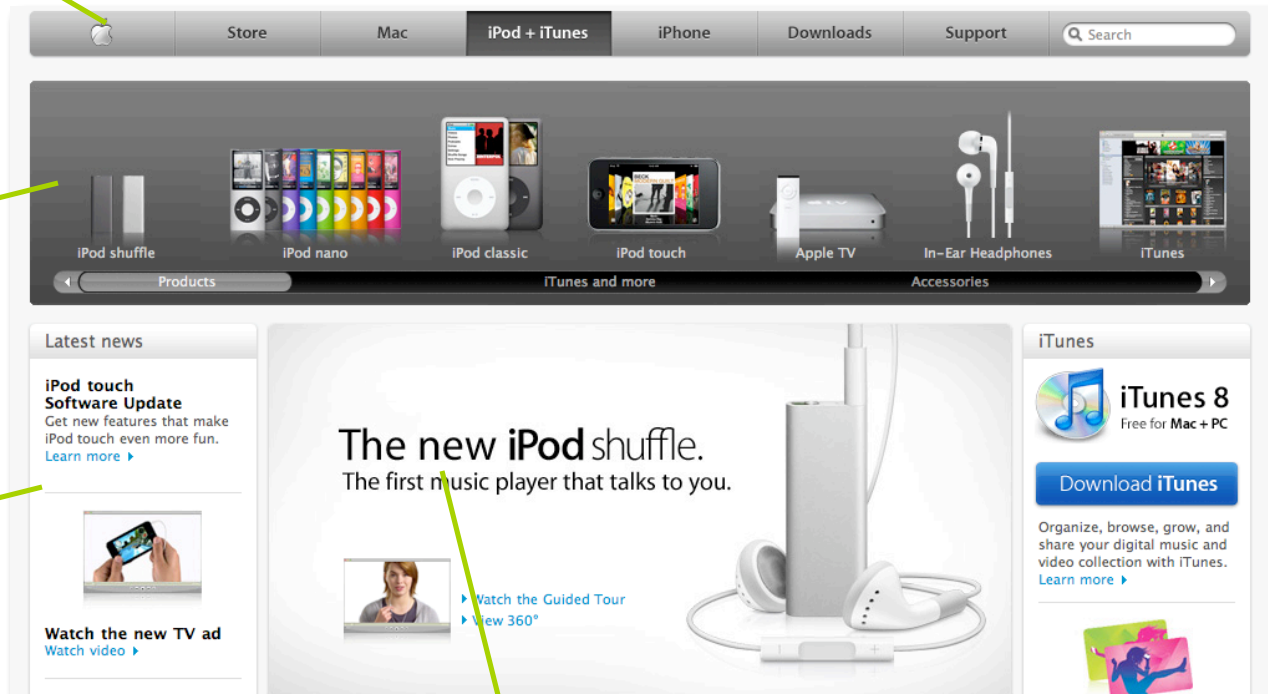 Store
Mac
iPod + iTunes
iPhone
Downloads
Support
Search
iPod shuffle
iPod nano
iPod classic
iPod touch
Apple TV
In-Ear Headphones
iTunes
Products
iTunes and more
Accessories
Latest news
iPod touch
Software Update
Get new features that make
iPod touch even more fun.
Learn more
Watch the new TV ad
Watch video
The new iPod shuffle.
The first music player that talks to you.
Watch the Guided Tour
View 360°
iTunes
iTunes 8
Free for Mac + PC
Download iTunes
Organize, browse, grow, and
share your digital music and
video collection with iTunes.
Learn more